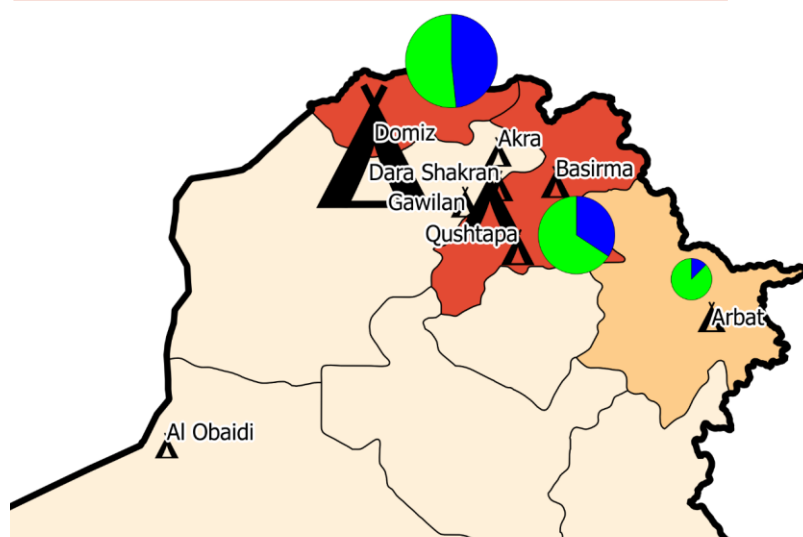 Domiz
Akra
Dara Shakran
Basirma
Gawilan
Qushtapa
Arbat
Al Obaidi